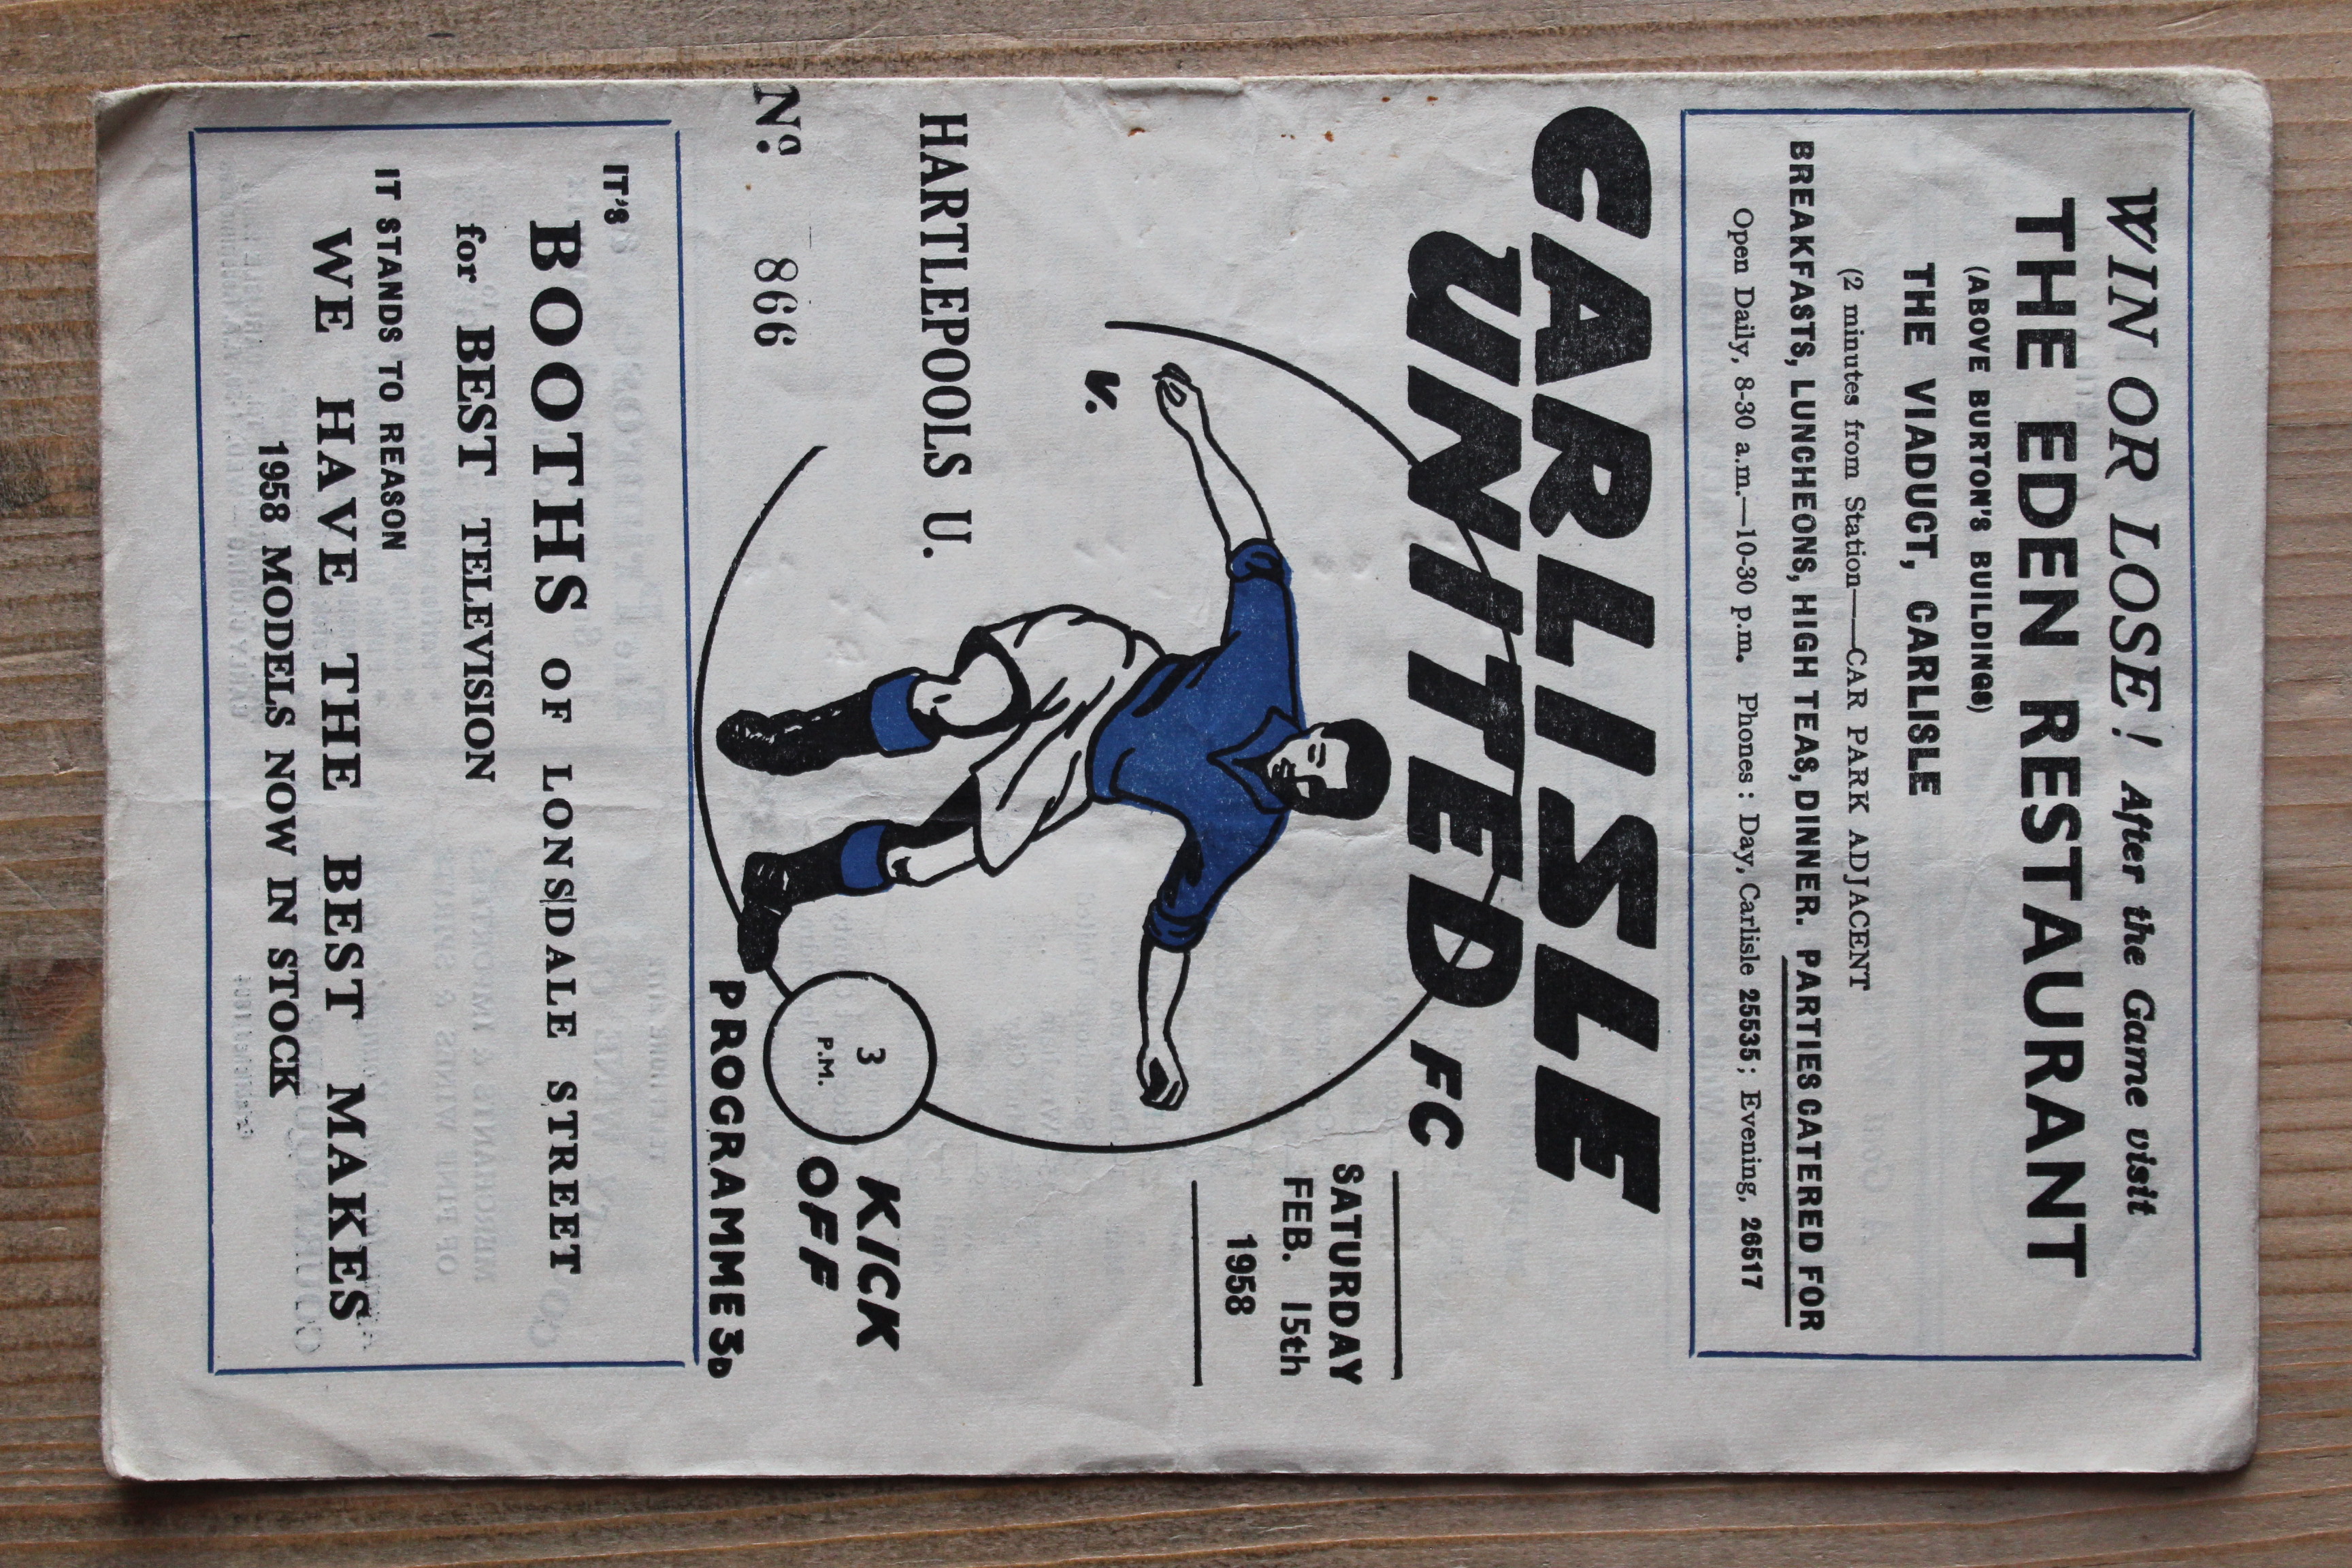 WIN OR LOSE! After the Game visit
THE EDEN RESTAURANT
(ABOVE BURTON'S BUILDINGS)
THE VIADUCT, CARLISLE
(2 minutes from Station—CAR PARK ADJACENT
BREAKFASTS, LUNCHEONS, HIGH TEAS, DINNER. PARTIES CATERED FOR
Open Daily, 8-30 a.m.—10-30 p.m. Phones: Day, Carlisle 25535; Evening, 26517
CARLISLE
UNITED FC
SATURDAY
FEB. 15th
1958
v.
HARTLEPOOLS U.
3
P.M.
KICK
OFF
No. 866
PROGRAMME 3D
IT'S
BOOTHS OF LONSDALE STREET
for BEST TELEVISION
IT STANDS TO REASON
WE HAVE THE BEST MAKES
1958 MODELS NOW IN STOCK